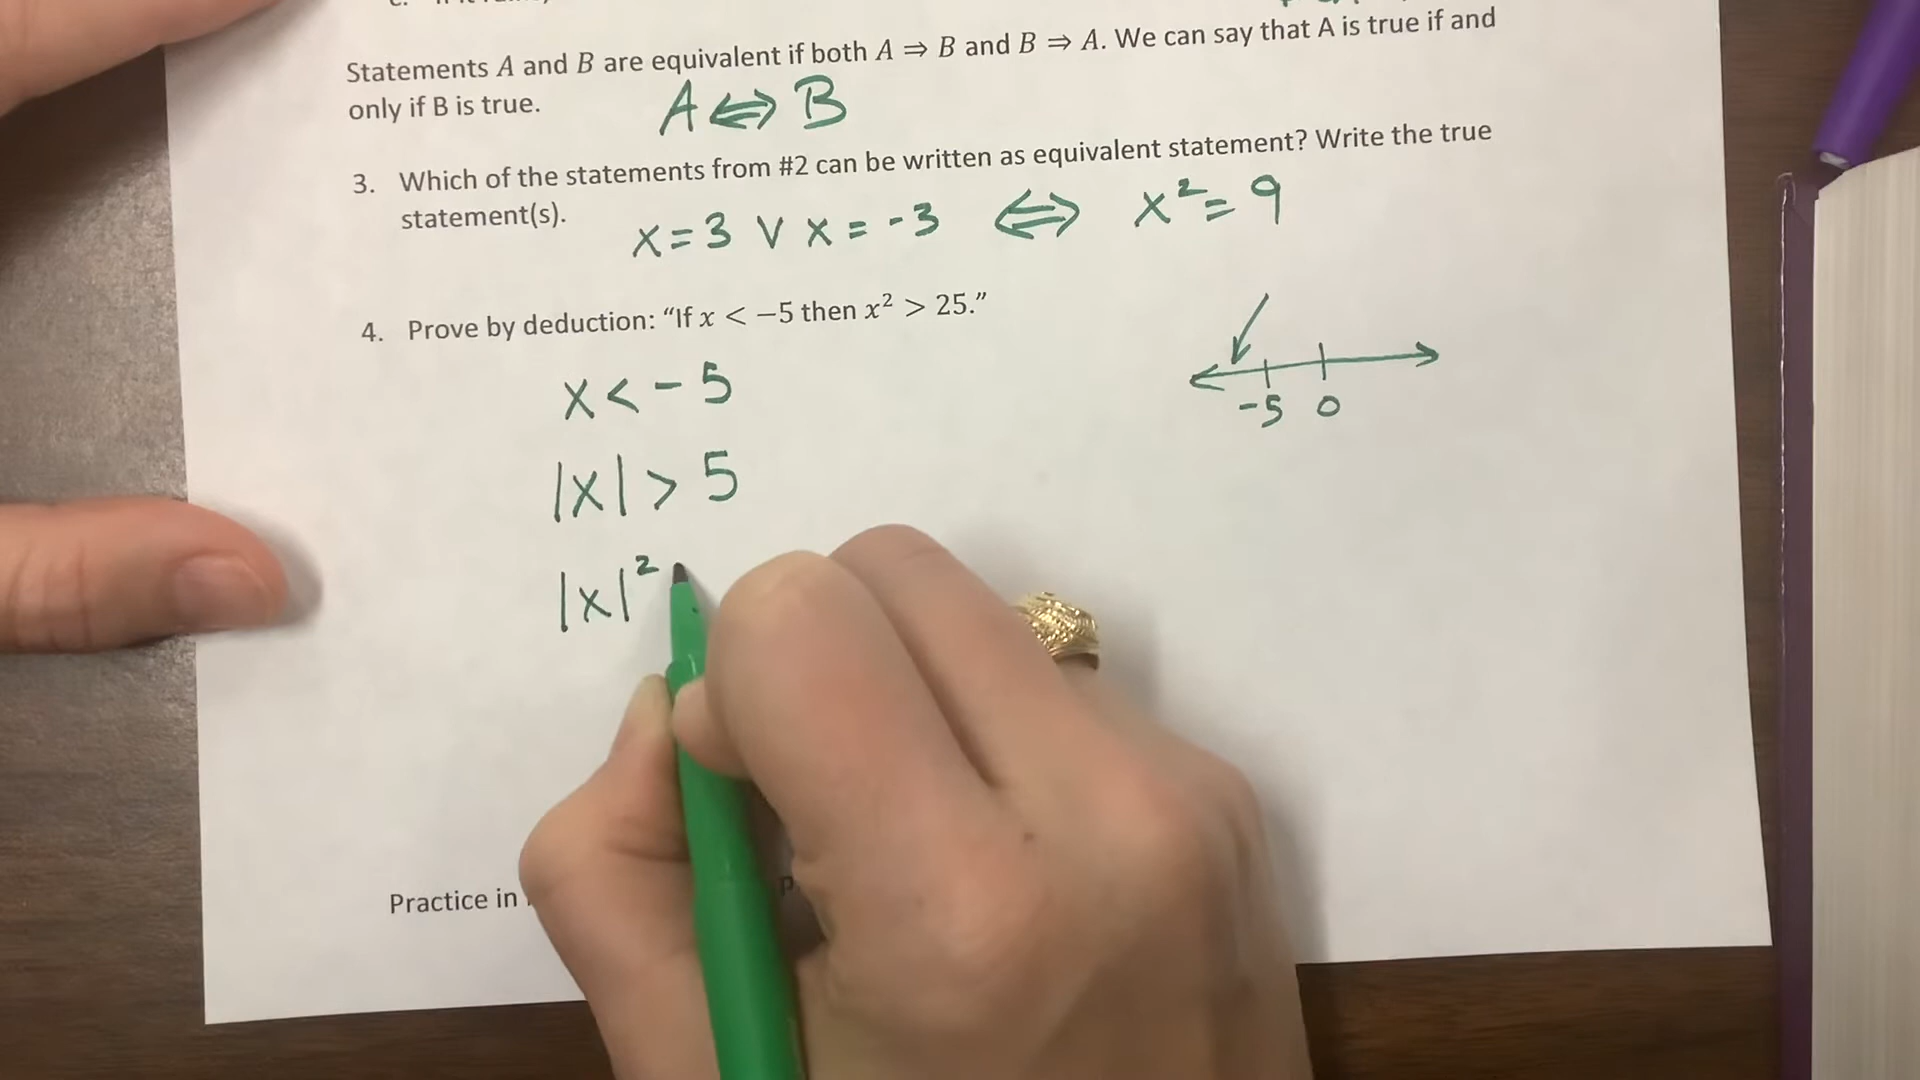 Statements A and B are equivalent if both A ⇒ B and B ⇒ A. We can say that A is true if and
only if B is true.
A ⇔ B
3. Which of the statements from #2 can be written as equivalent statement? Write the true
statement(s).
x = 3 ∨ x = -3 ⇔ x² = 9
4. Prove by deduction: “If x < −5 then x² > 25.”
-5 0
x < -5
|x| > 5
|x|²
Practice in